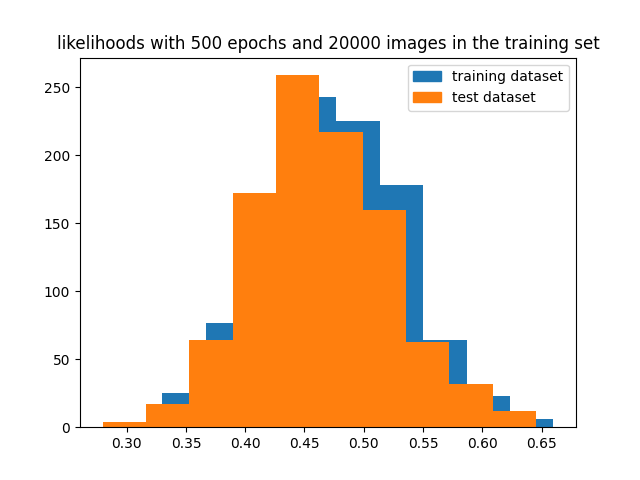 likelihoods with 500 epochs and 20000 images in the training set
training dataset
test dataset
250
200
150
100
50
0
0.30 0.35 0.40 0.45 0.50 0.55 0.60 0.65